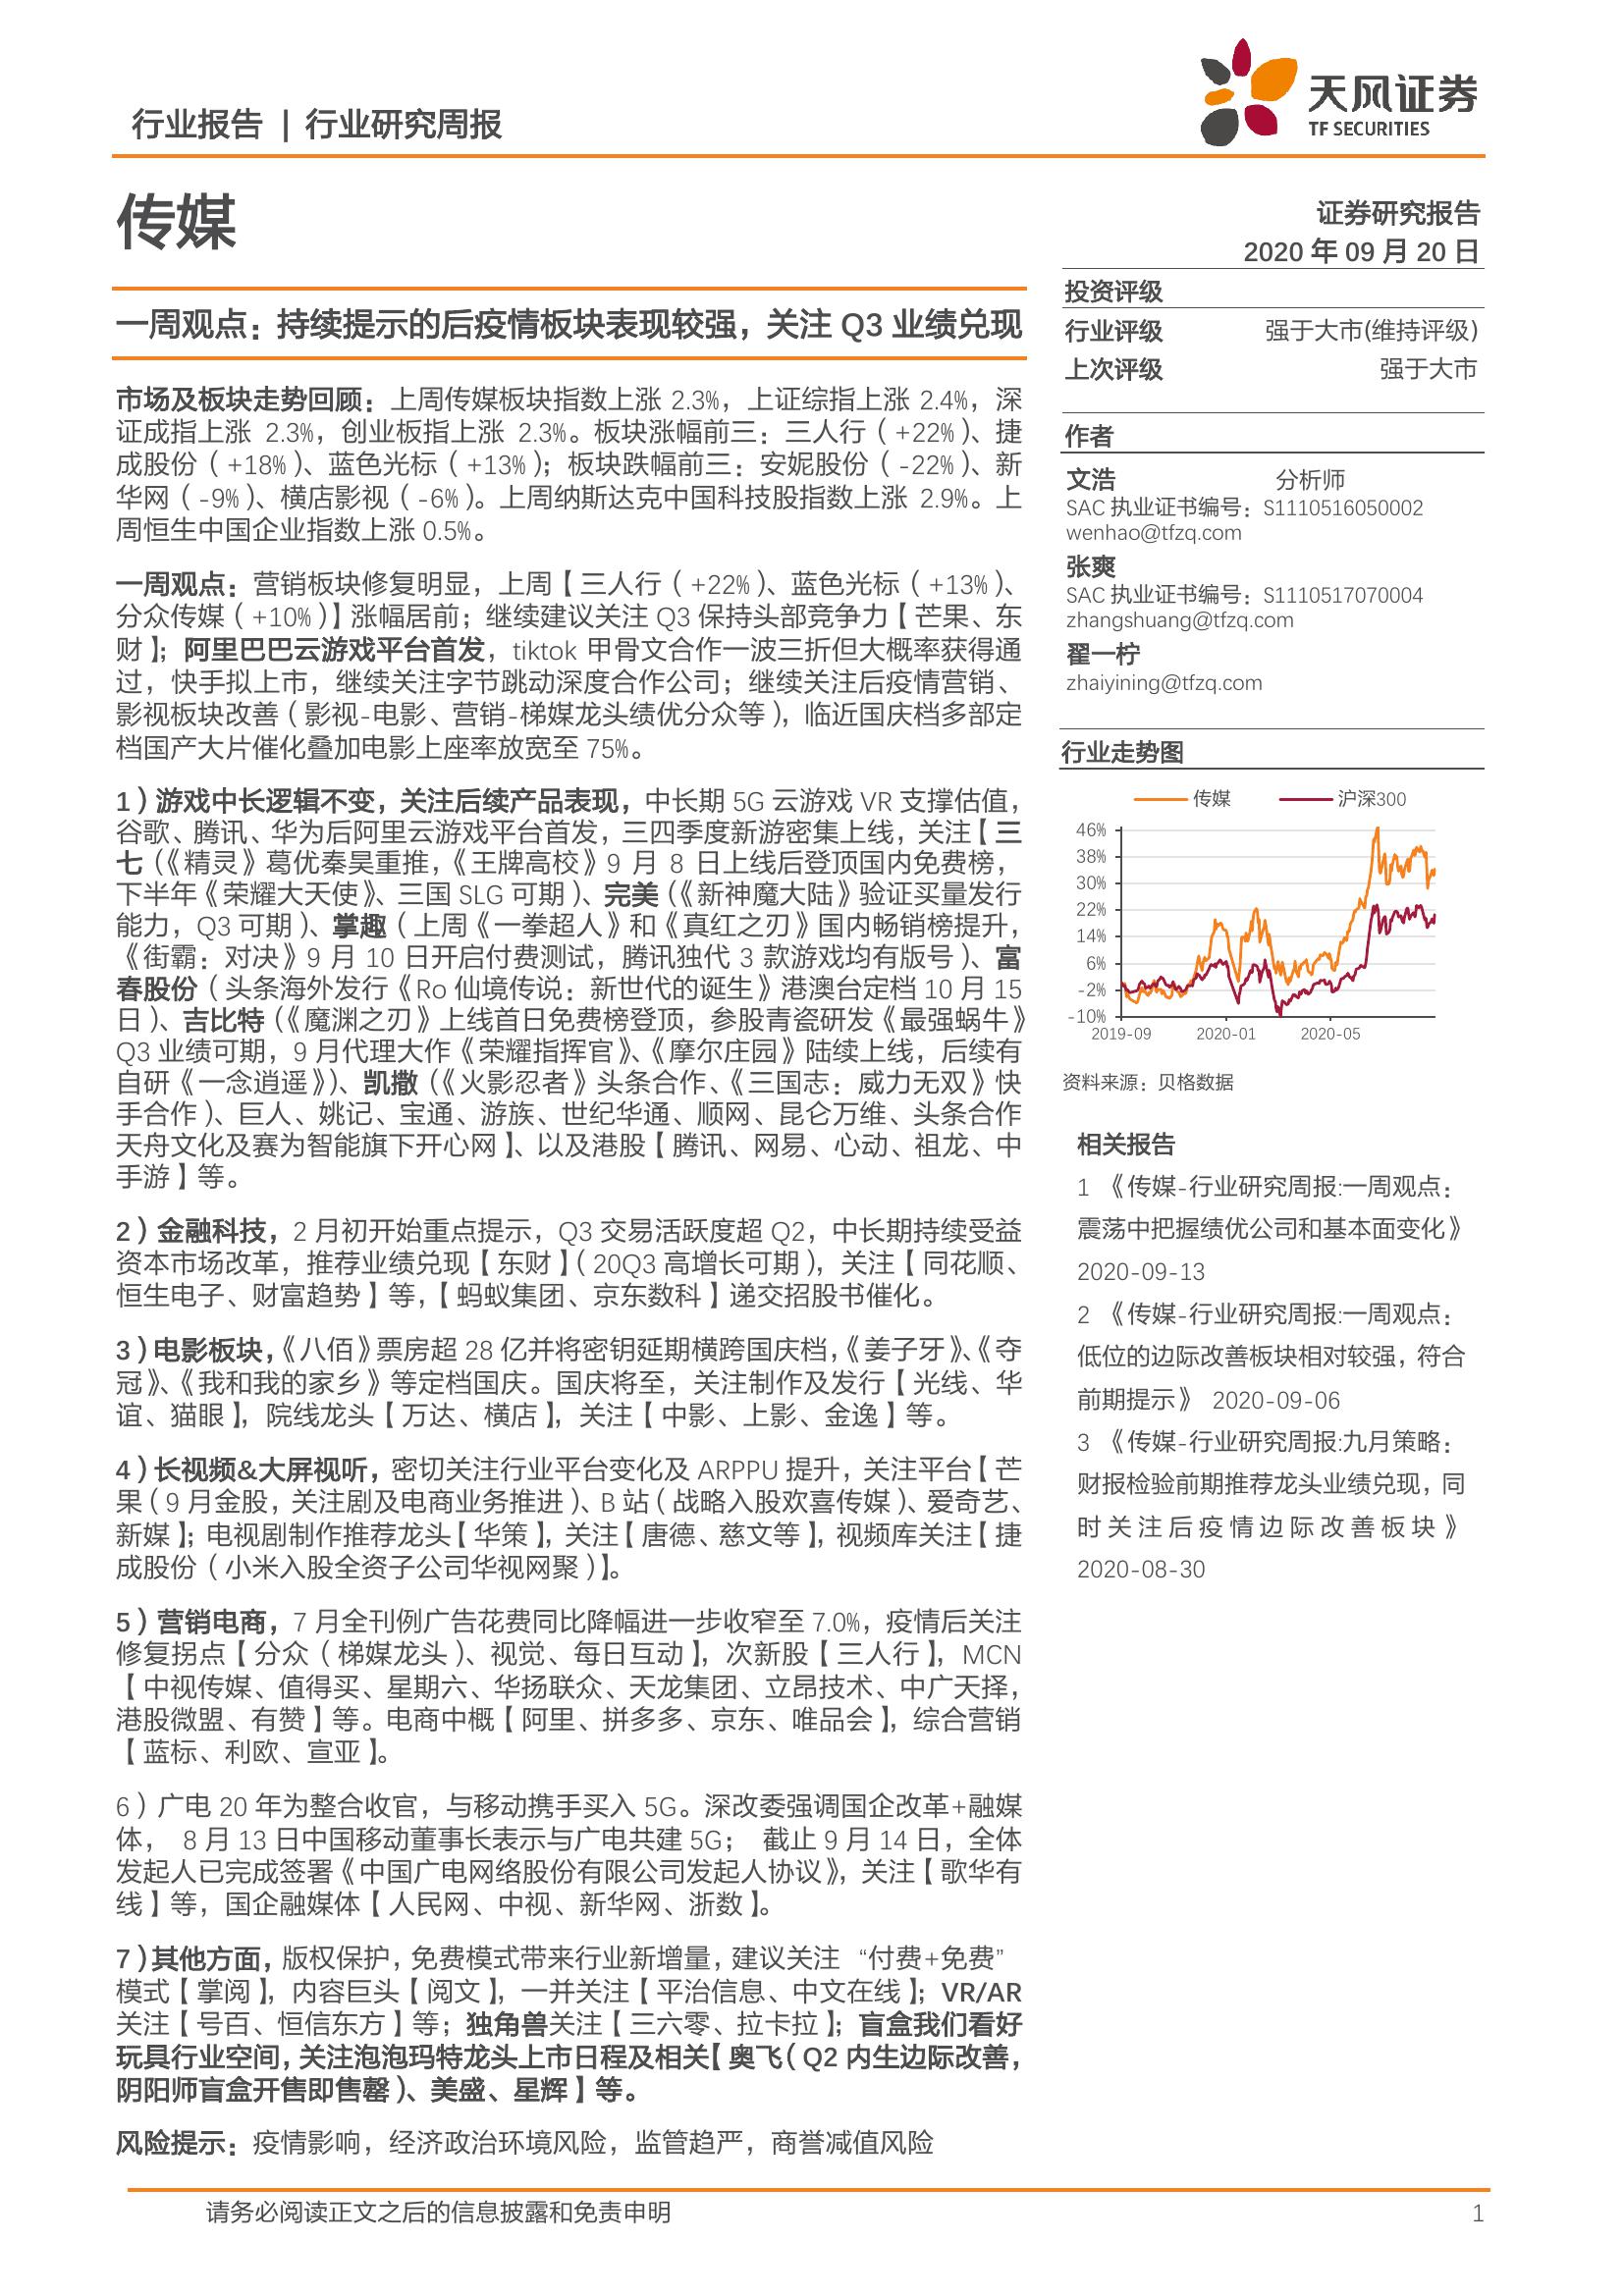 行业报告 | 行业研究周报
天风证券
TF SECURITIES
传媒
证券研究报告
2020 年 09 月 20 日
一周观点：持续提示的后疫情板块表现较强，关注 Q3 业绩兑现
市场及板块走势回顾：上周传媒板块指数上涨 2.3%，上证综指上涨 2.4%，深
证成指上涨 2.3%，创业板指上涨 2.3%。板块涨幅前三：三人行（+22%）、捷
成股份（+18%）、蓝色光标（+13%）；板块跌幅前三：安妮股份（-22%）、新
华网（-9%）、横店影视（-6%）。上周纳斯达克中国科技股指数上涨 2.9%。上
周恒生中国企业指数上涨 0.5%。
一周观点：营销板块修复明显，上周【三人行（+22%）、蓝色光标（+13%）、
分众传媒（+10%）】涨幅居前；继续建议关注 Q3 保持头部竞争力【芒果、东
财】；阿里巴巴云游戏平台首发，tiktok 甲骨文合作一波三折但大概率获得通
过，快手拟上市，继续关注字节跳动深度合作公司；继续关注后疫情营销、
影视板块改善（影视-电影、营销-梯媒龙头绩优分众等），临近国庆档多部定
档国产大片催化叠加电影上座率放宽至 75%。
1）游戏中长逻辑不变，关注后续产品表现，中长期 5G 云游戏 VR 支撑估值，
谷歌、腾讯、华为后阿里云游戏平台首发，三四季度新游密集上线，关注【三
七（《精灵》葛优秦昊重推，《王牌高校》9 月 8 日上线后登顶国内免费榜，
下半年《荣耀大天使》、三国 SLG 可期）、完美（《新神魔大陆》验证买量发行
能力，Q3 可期）、掌趣（上周《一拳超人》和《真红之刃》国内畅销榜提升，
《街霸：对决》9 月 10 日开启付费测试，腾讯独代 3 款游戏均有版号）、富
春股份（头条海外发行《Ro 仙境传说：新世代的诞生》港澳台定档 10 月 15
日）、吉比特（《魔渊之刃》上线首日免费榜登顶，参股青瓷研发《最强蜗牛》
Q3 业绩可期，9 月代理大作《荣耀指挥官》、《摩尔庄园》陆续上线，后续有
自研《一念逍遥》）、凯撒（《火影忍者》头条合作、《三国志：威力无双》快
手合作）、巨人、姚记、宝通、游族、世纪华通、顺网、昆仑万维、头条合作
天舟文化及赛为智能旗下开心网】、以及港股【腾讯、网易、心动、祖龙、中
手游】等。
2）金融科技，2 月初开始重点提示，Q3 交易活跃度超 Q2，中长期持续受益
资本市场改革，推荐业绩兑现【东财】（20Q3 高增长可期），关注【同花顺、
恒生电子、财富趋势】等，【蚂蚁集团、京东数科】递交招股书催化。
3）电影板块，《八佰》票房超 28 亿并将密钥延期横跨国庆档，《姜子牙》、《夺
冠》、《我和我的家乡》等定档国庆。国庆将至，关注制作及发行【光线、华
谊、猫眼】，院线龙头【万达、横店】，关注【中影、上影、金逸】等。
4）长视频&大屏视听，密切关注行业平台变化及 ARPPU 提升，关注平台【芒
果（9 月金股，关注剧及电商业务推进）、B 站（战略入股欢喜传媒）、爱奇艺、
新媒】；电视剧制作推荐龙头【华策】，关注【唐德、慈文等】，视频库关注【捷
成股份（小米入股全资子公司华视网聚）】。
5）营销电商，7 月全刊例广告花费同比降幅进一步收窄至 7.0%，疫情后关注
修复拐点【分众（梯媒龙头）、视觉、每日互动】，次新股【三人行】，MCN
【中视传媒、值得买、星期六、华扬联众、天龙集团、立昂技术、中广天择，
港股微盟、有赞】等。电商中概【阿里、拼多多、京东、唯品会】，综合营销
【蓝标、利欧、宣亚】。
6）广电 20 年为整合收官，与移动携手买入 5G。深改委强调国企改革+融媒
体， 8 月 13 日中国移动董事长表示与广电共建 5G； 截止 9 月 14 日，全体
发起人已完成签署《中国广电网络股份有限公司发起人协议》，关注【歌华有
线】等，国企融媒体【人民网、中视、新华网、浙数】。
7）其他方面，版权保护，免费模式带来行业新增量，建议关注 “付费+免费”
模式【掌阅】，内容巨头【阅文】，一并关注【平治信息、中文在线】；VR/AR
关注【号百、恒信东方】等；独角兽关注【三六零、拉卡拉】；盲盒我们看好
玩具行业空间，关注泡泡玛特龙头上市日程及相关【奥飞（Q2 内生边际改善，
阴阳师盲盒开售即售罄）、美盛、星辉】等。
风险提示：疫情影响，经济政治环境风险，监管趋严，商誉减值风险
投资评级
行业评级 强于大市(维持评级)
上次评级 强于大市
作者
文浩 分析师
SAC 执业证书编号：S1110516050002
wenhao@tfzq.com
张爽
SAC 执业证书编号：S1110517070004
zhangshuang@tfzq.com
翟一柠
zhaiyining@tfzq.com
行业走势图
传媒 沪深300
46%
38%
30%
22%
14%
6%
-2%
-10%
2019-09 2020-01 2020-05
资料来源：贝格数据
相关报告
1 《传媒-行业研究周报:一周观点：
震荡中把握绩优公司和基本面变化》
2020-09-13
2 《传媒-行业研究周报:一周观点：
低位的边际改善板块相对较强，符合
前期提示》 2020-09-06
3 《传媒-行业研究周报:九月策略：
财报检验前期推荐龙头业绩兑现，同
时关注后疫情边际改善板块》
2020-08-30
请务必阅读正文之后的信息披露和免责申明 1